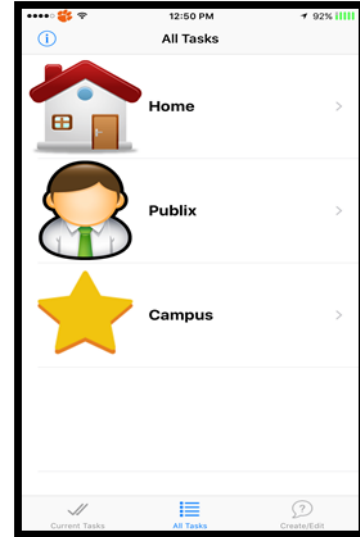 12:50 PM 92%
All Tasks
Home
Publix
Campus
Current Tasks All Tasks Create/Edit